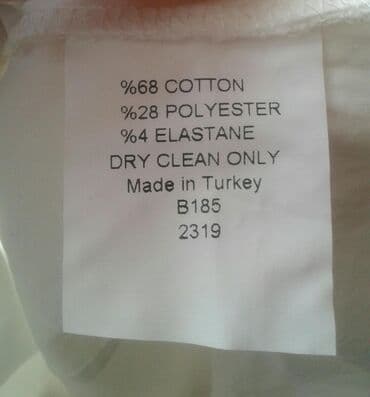 %68 COTTON
%28 POLYESTER
%4 ELASTANE
DRY CLEAN ONLY
Made in Turkey
B185
2319